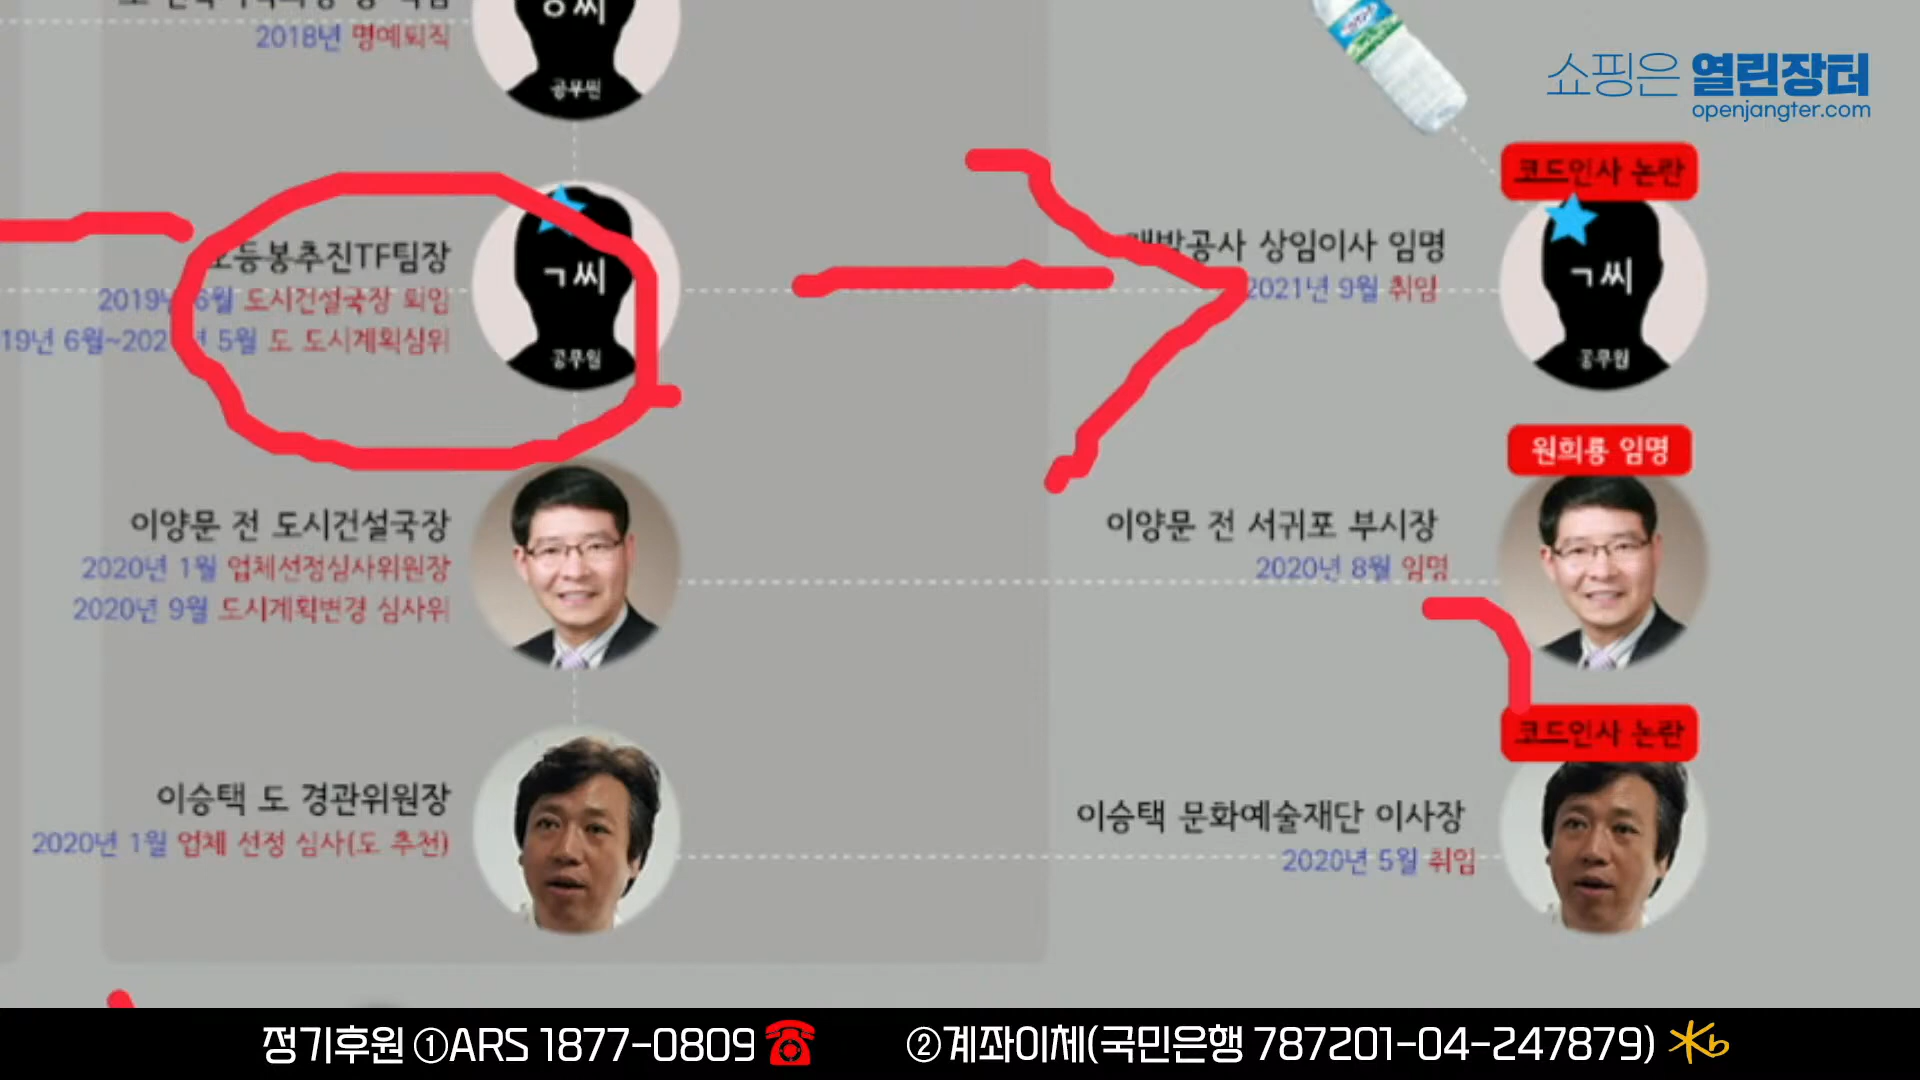 2018년 명예퇴직
ㅇ씨
공무원
쇼핑은 열린장터
openjangter.com
코드인사 논란
오등봉추진TF팀장
2019년 6월 도시건설국장 퇴임
19년 6월~202 년 5월 도 도시계획심위
ㄱ씨
공무원
개발공사 상임이사 임명
2021년 9월 취임
ㄱ씨
공무원
원희룡 임명
이양문 전 도시건설국장
2020년 1월 업체선정심사위원장
2020년 9월 도시계획변경 심사위
이양문 전 서귀포 부시장
2020년 8월 임명
코드인사 논란
이승택 도 경관위원장
2020년 1월 업체 선정 심사(도 추천)
이승택 문화예술재단 이사장
2020년 5월 취임
정기후원 ①ARS 1877-0809 ②계좌이체(국민은행 787201-04-247879)